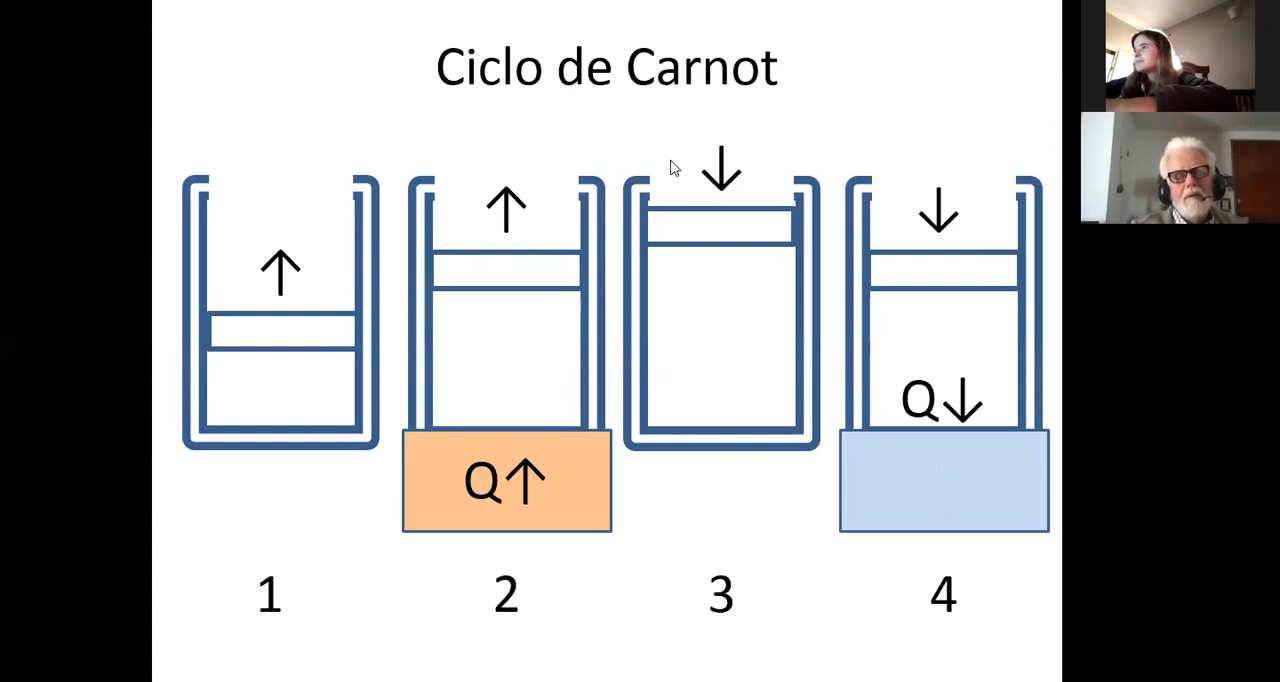 Ciclo de Carnot
↑
↑
↓
↓
Q↓
Q↑
1 2 3 4